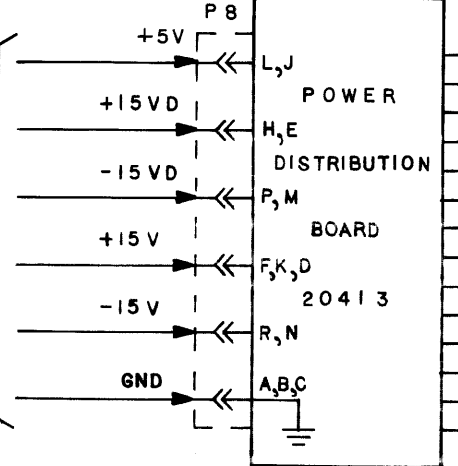 P8
+5V
L,J
POWER
+15VD
H,E
DISTRIBUTION
-15VD
P,M
BOARD
+15V
F,K,D
20413
-15V
R,N
GND
A,B,C